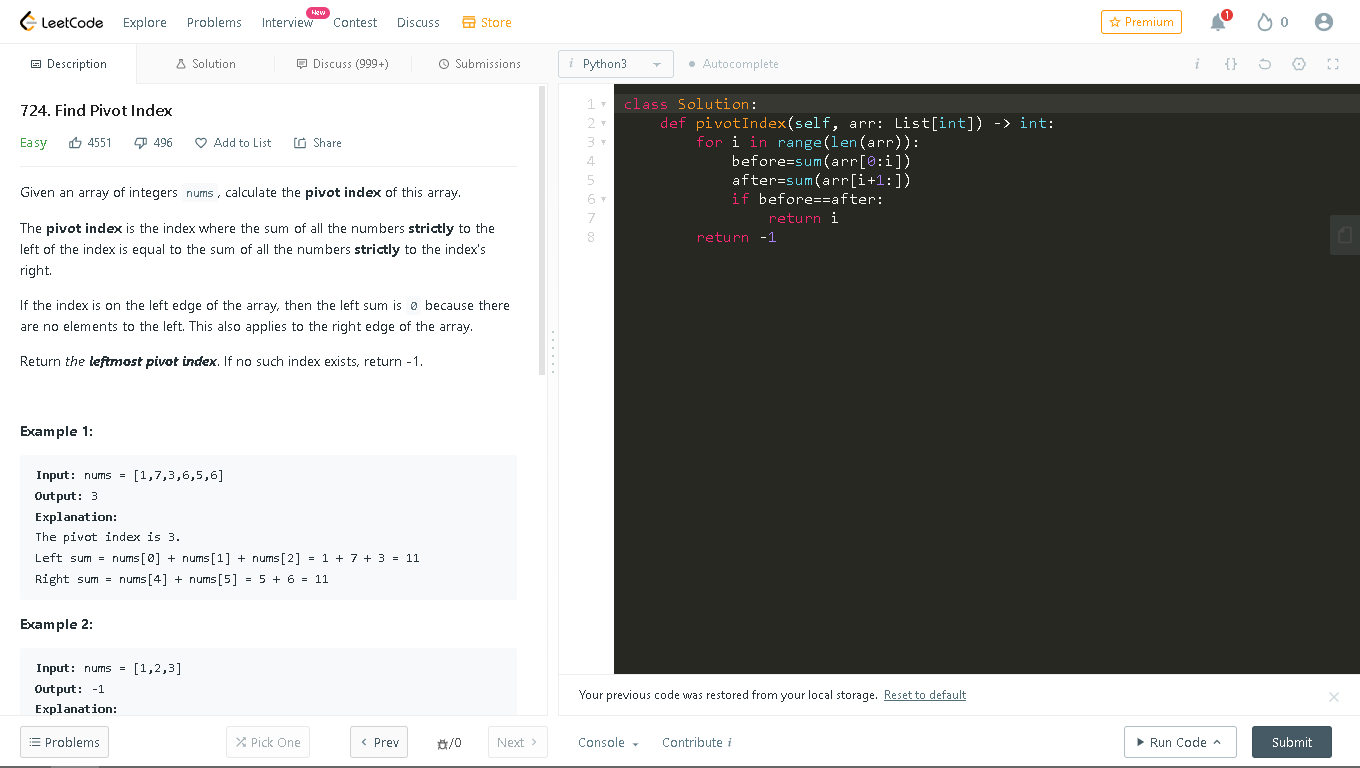 LeetCode Explore Problems Interview New Contest Discuss Store Premium 1 0
Description Solution Discuss (999+) Submissions i Python3 Autocomplete i {}
724. Find Pivot Index
Easy 4551 496 Add to List Share
Given an array of integers nums, calculate the pivot index of this array.
The pivot index is the index where the sum of all the numbers strictly to the
left of the index is equal to the sum of all the numbers strictly to the index's
right.
If the index is on the left edge of the array, then the left sum is 0 because there
are no elements to the left. This also applies to the right edge of the array.
Return the leftmost pivot index. If no such index exists, return -1.
Example 1:
Input: nums = [1,7,3,6,5,6]
Output: 3
Explanation:
The pivot index is 3.
Left sum = nums[0] + nums[1] + nums[2] = 1 + 7 + 3 = 11
Right sum = nums[4] + nums[5] = 5 + 6 = 11
Example 2:
Input: nums = [1,2,3]
Output: -1
Explanation:
1 class Solution:
2 def pivotIndex(self, arr: List[int]) -> int:
3 for i in range(len(arr)):
4 before=sum(arr[0:i])
5 after=sum(arr[i+1:])
6 if before==after:
7 return i
8 return -1
Your previous code was restored from your local storage. Reset to default
Problems Pick One Prev /0 Next Console Contribute i Run Code Submit